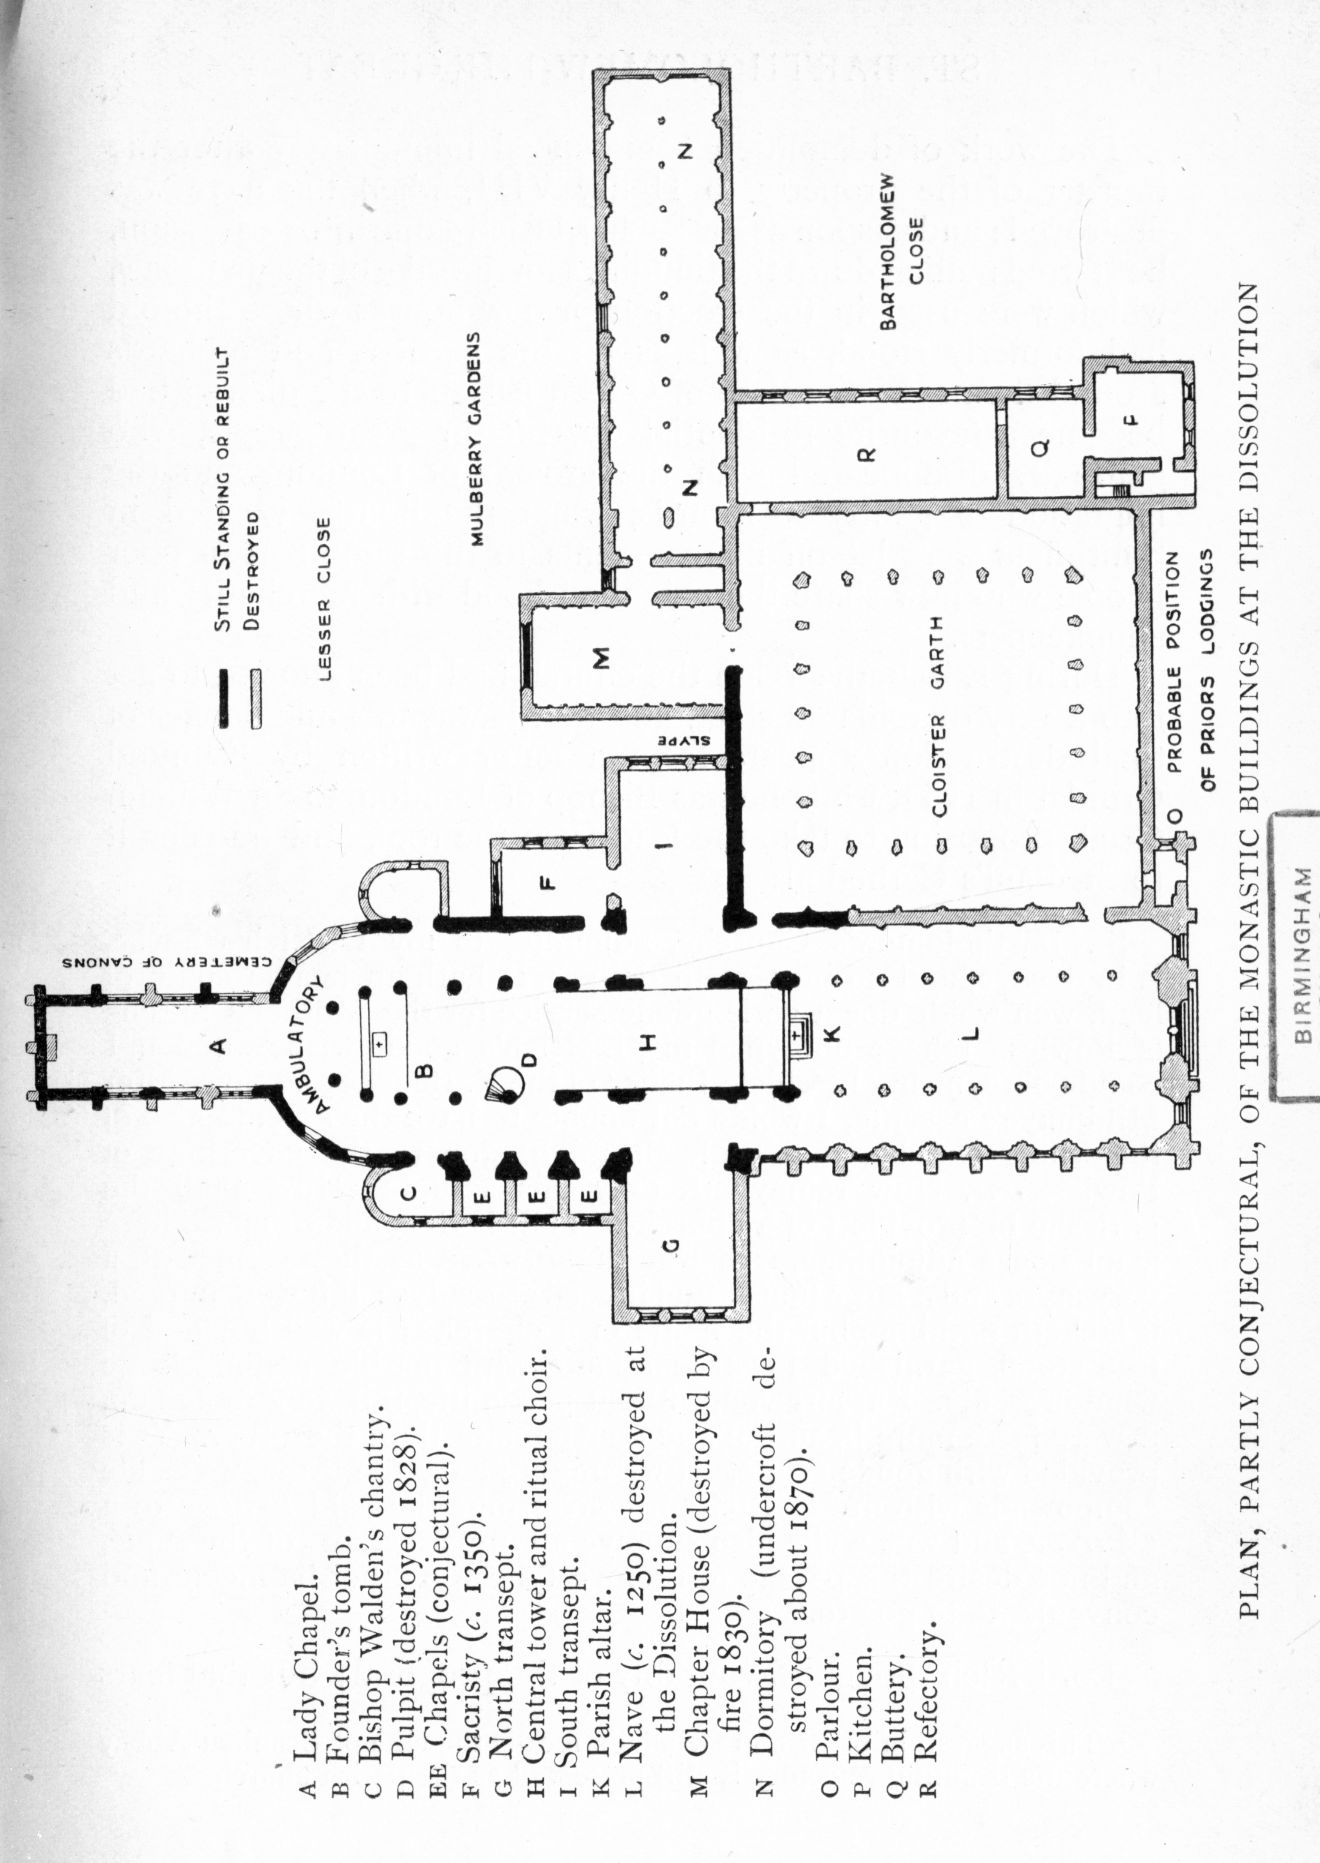 STILL STANDING OR REBUILT
DESTROYED
LESSER CLOSE
MULBERRY GARDENS
BARTHOLOMEW
CLOSE
CEMETERY OF CANONS
AMBULATORY
SLYPE
CLOISTER GARTH
PROBABLE POSITION
OF PRIORS LODGINGS
A
B
C
D
E
E
E
F
G
H
I
K
L
M
N
N
O
P
Q
R
A Lady Chapel.
B Founder's tomb.
C Bishop Walden's chantry.
D Pulpit (destroyed 1828).
EE Chapels (conjectural).
F Sacristy (c. 1350).
G North transept.
H Central tower and ritual choir.
I South transept.
K Parish altar.
L Nave (c. 1250) destroyed at
the Dissolution.
M Chapter House (destroyed by
fire 1830).
N Dormitory (undercroft de-
stroyed about 1870).
O Parlour.
P Kitchen.
Q Buttery.
R Refectory.
PLAN, PARTLY CONJECTURAL, OF THE MONASTIC BUILDINGS AT THE DISSOLUTION
BIRMINGHAM